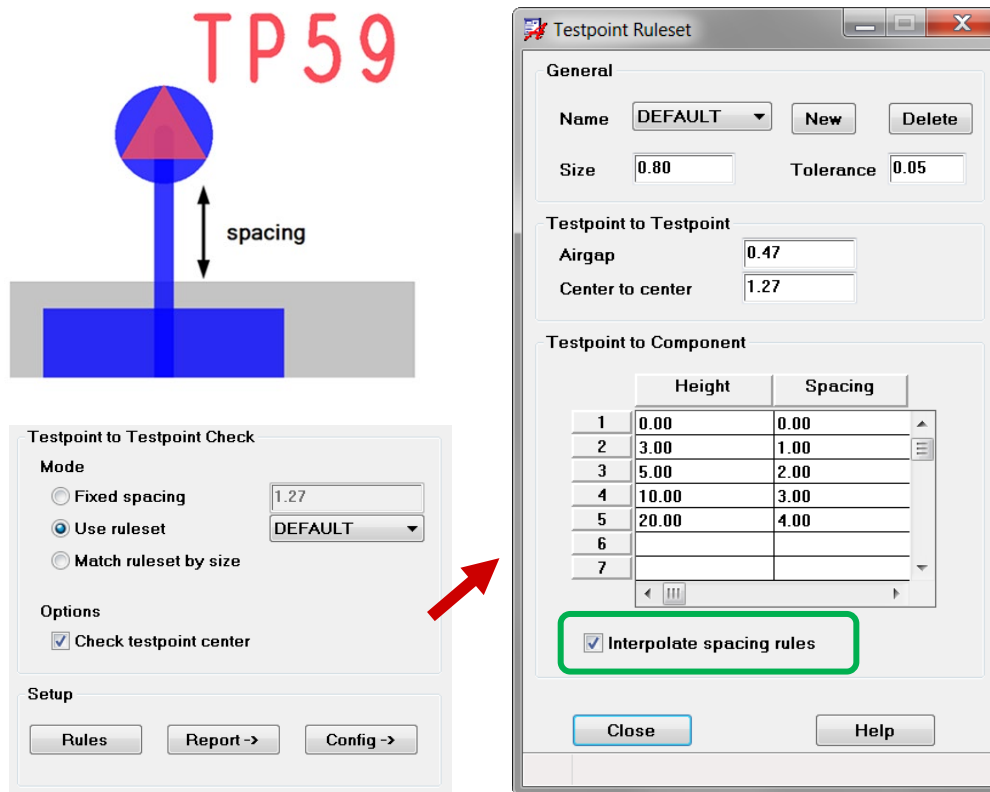 TP59
spacing
Testpoint to Testpoint Check
Mode
Fixed spacing 1.27
Use ruleset DEFAULT
Match ruleset by size
Options
Check testpoint center
Setup
Rules Report -> Config ->
Testpoint Ruleset
General
Name DEFAULT New Delete
Size 0.80 Tolerance 0.05
Testpoint to Testpoint
Airgap 0.47
Center to center 1.27
Testpoint to Component
Height Spacing
1 0.00 0.00
2 3.00 1.00
3 5.00 2.00
4 10.00 3.00
5 20.00 4.00
6
7
Interpolate spacing rules
Close Help